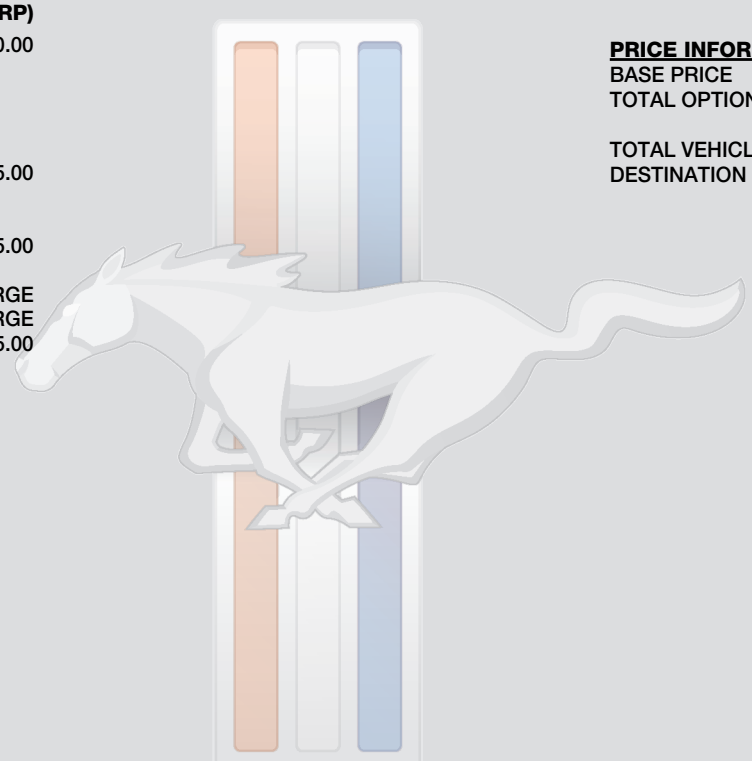 RP)
0.00
5.00
5.00
RGE
RGE
5.00
PRICE INFOR
BASE PRICE
TOTAL OPTION
TOTAL VEHICL
DESTINATION